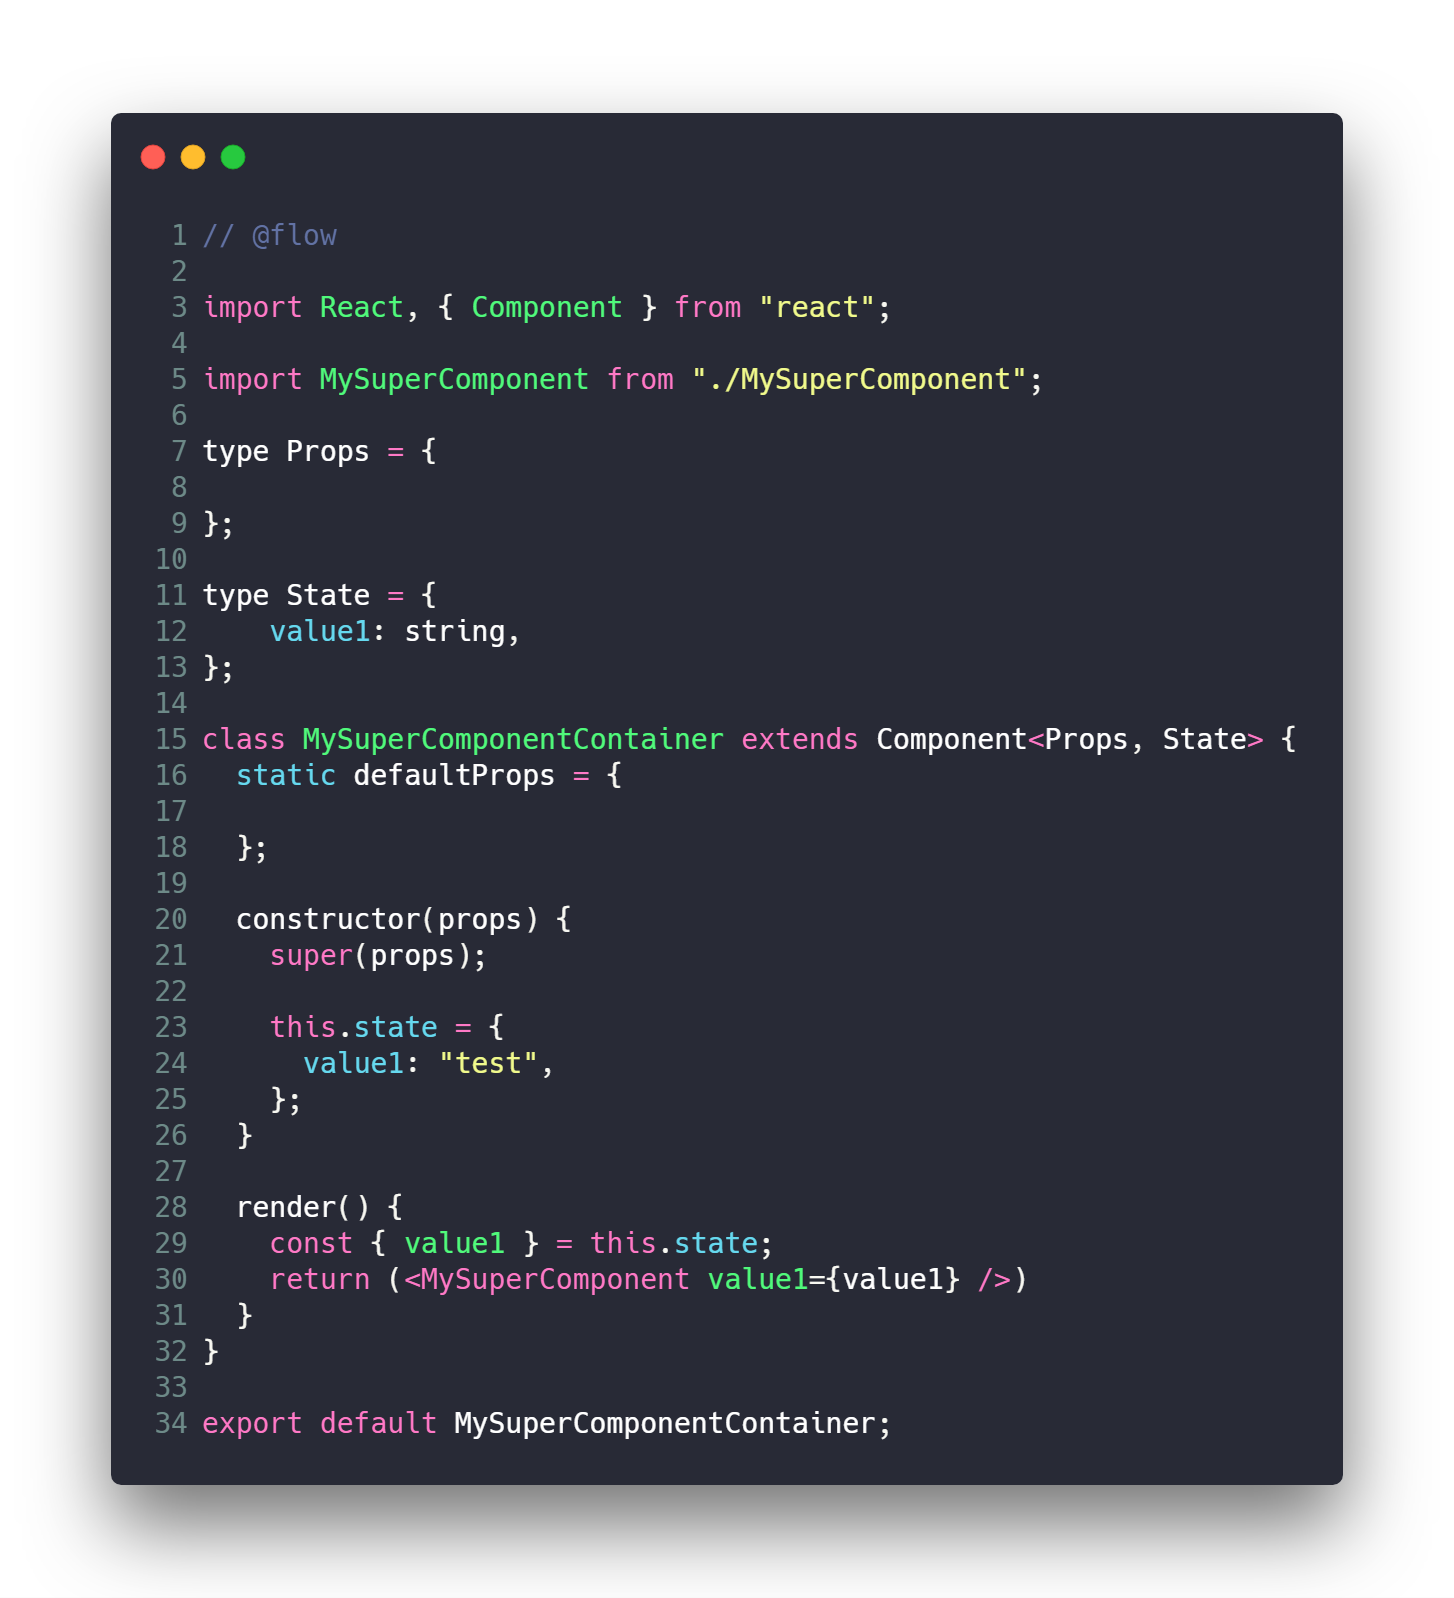 1 // @flow
2
3 import React, { Component } from "react";
4
5 import MySuperComponent from "./MySuperComponent";
6
7 type Props = {
8
9 };
10
11 type State = {
12     value1: string,
13 };
14
15 class MySuperComponentContainer extends Component<Props, State> {
16   static defaultProps = {
17
18   };
19
20   constructor(props) {
21     super(props);
22
23     this.state = {
24       value1: "test",
25     };
26   }
27
28   render() {
29     const { value1 } = this.state;
30     return (<MySuperComponent value1={value1} />)
31   }
32 }
33
34 export default MySuperComponentContainer;